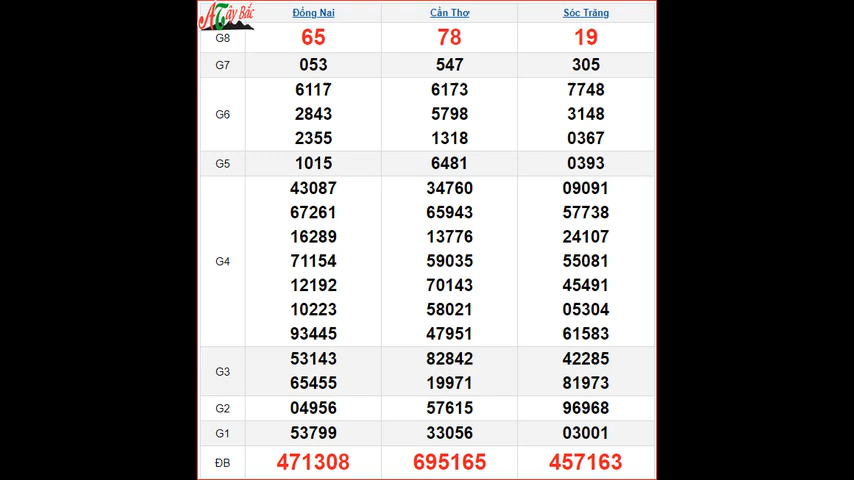 A Tây Bắc
Đồng Nai Cần Thơ Sóc Trăng
G8 65 78 19
G7 053 547 305
6117 6173 7748
G6 2843 5798 3148
2355 1318 0367
G5 1015 6481 0393
43087 34760 09091
67261 65943 57738
16289 13776 24107
G4 71154 59035 55081
12192 70143 45491
10223 58021 05304
93445 47951 61583
G3 53143 82842 42285
65455 19971 81973
G2 04956 57615 96968
G1 53799 33056 03001
ĐB 471308 695165 457163